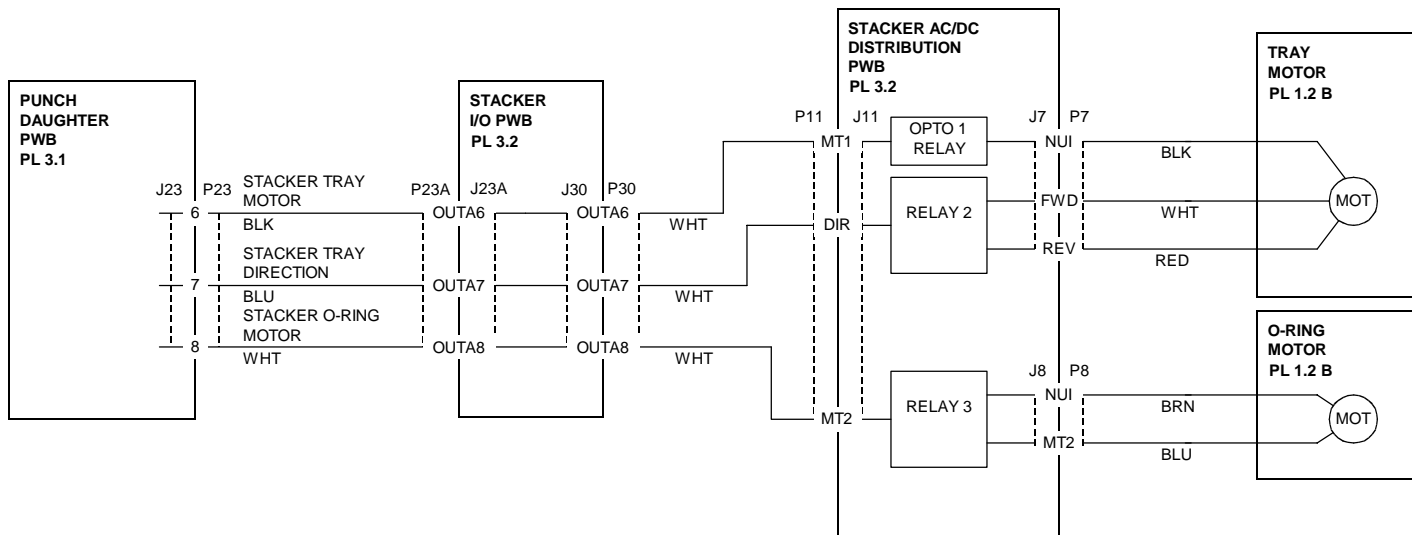 PUNCH
DAUGHTER
PWB
PL 3.1
J23 P23
6
7
8
STACKER TRAY
MOTOR
BLK
STACKER TRAY
DIRECTION
BLU
STACKER O-RING
MOTOR
WHT
STACKER
I/O PWB
PL 3.2
P23A J23A
J30 P30
OUTA6 OUTA6
OUTA7 OUTA7
OUTA8 OUTA8
WHT
WHT
WHT
STACKER AC/DC
DISTRIBUTION
PWB
PL 3.2
P11 J11
MT1
DIR
MT2
OPTO 1
RELAY
RELAY 2
RELAY 3
J7 P7
NUI
FWD
REV
BLK
WHT
RED
J8 P8
NUI
MT2
BRN
BLU
TRAY
MOTOR
PL 1.2 B
MOT
O-RING
MOTOR
PL 1.2 B
MOT